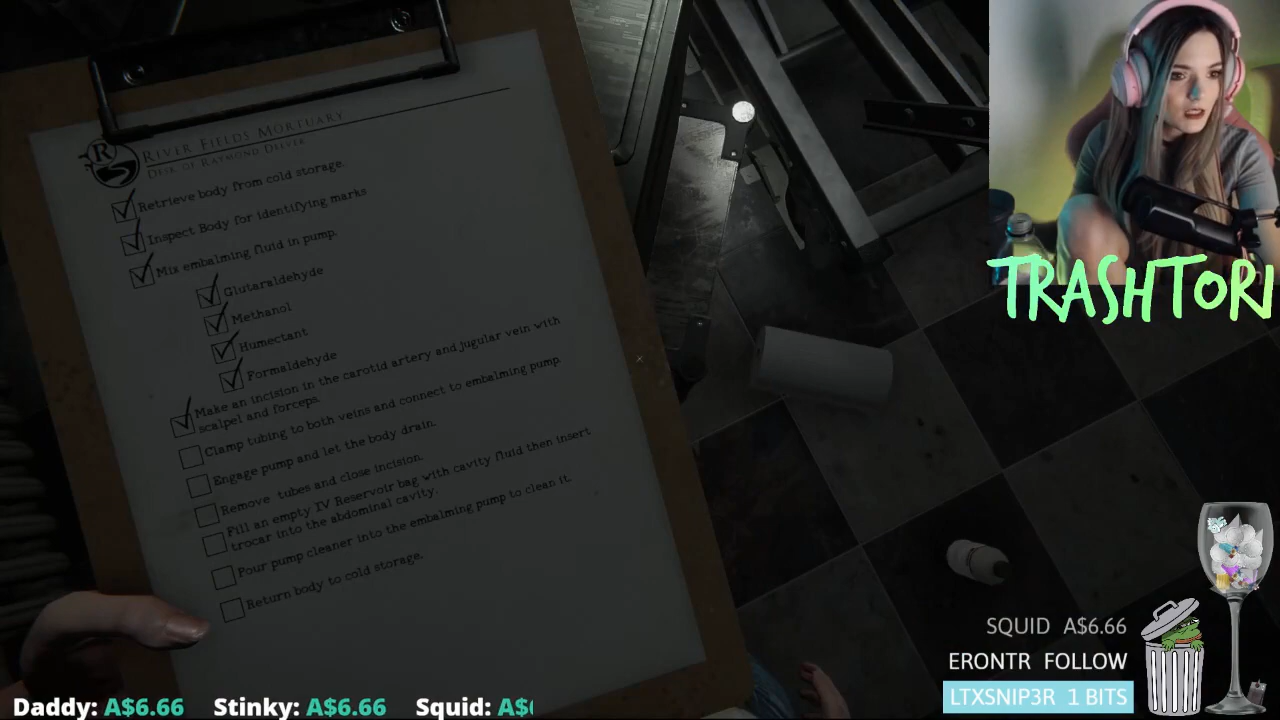 RIVER FIELDS MORTUARY
DEIR OF RAYMOND DELVER
Retrieve body from cold storage.
Inspect Body for identifying marks
Mix embalming fluid in pump.
Glutaraldehyde
Methanol
Humectant
Formaldehyde
Make an incision in the carotid artery and jugular vein with
scalpel and forceps.
Clamp tubing to both veins and connect to embalming pump
Engage pump and let the body drain.
Remove tubes and close incision.
Fill an empty IV Reservoir bag with cavity fluid then insert
trocar into the abdominal cavity.
Pour pump cleaner into the embalming pump to clean it.
Return body to cold storage.
TRASHTORI
SQUID A$6.66
ERONTR FOLLOW
LTXSNIP3R 1 BITS
Daddy: A$6.66 Stinky: A$6.66 Squid: A$